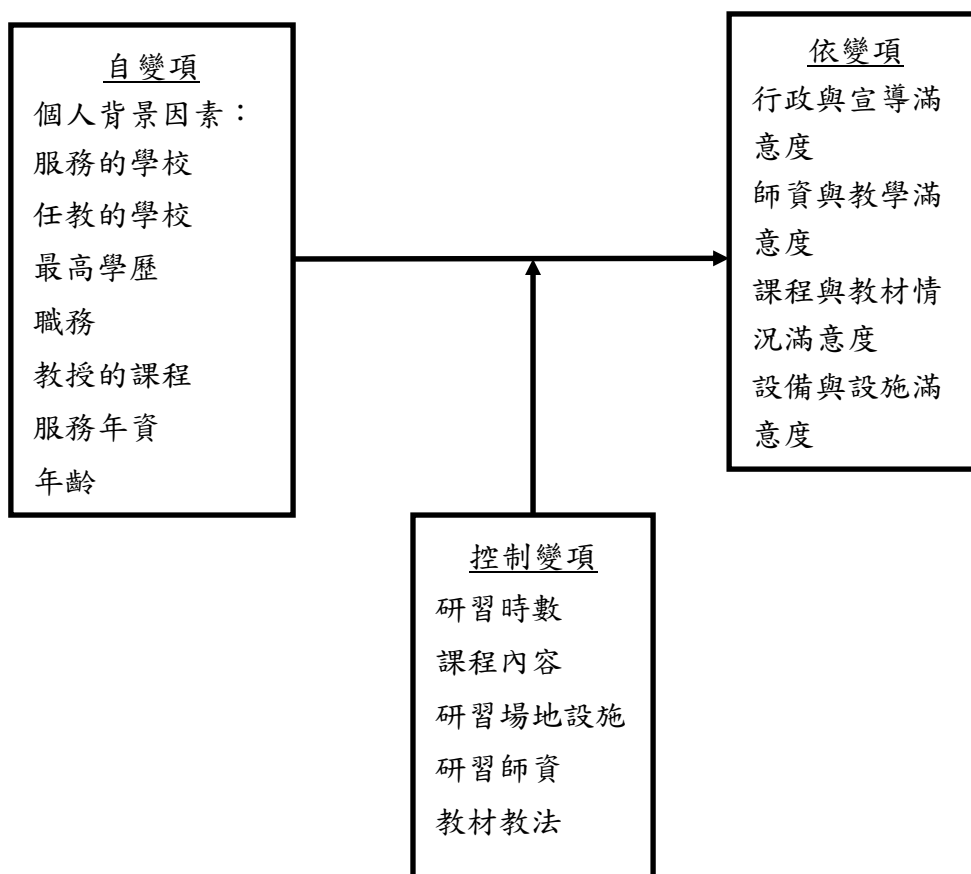 自變項
個人背景因素：
服務的學校
任教的學校
最高學歷
職務
教授的課程
服務年資
年齡
依變項
行政與宣導滿
意度
師資與教學滿
意度
課程與教材情
況滿意度
設備與設施滿
意度
控制變項
研習時數
課程內容
研習場地設施
研習師資
教材教法